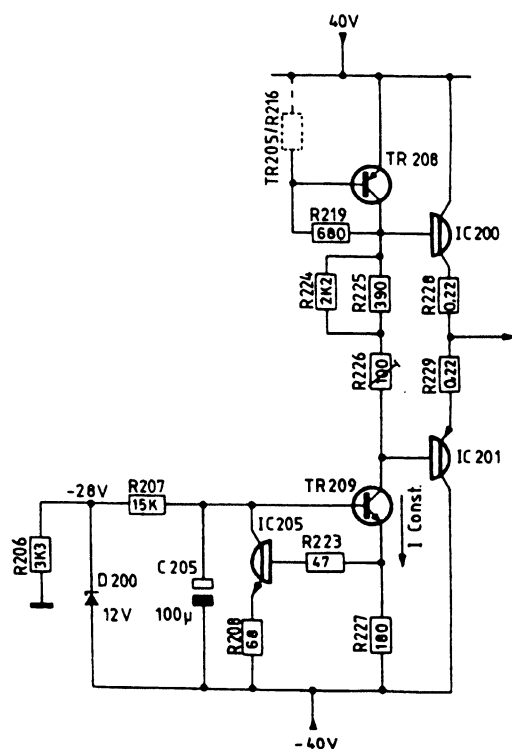 40V
TR205/R216
TR 208
R219
680
IC200
R224
2K2
R225
390
R228
0.22
R226
100
R229
0.22
IC 201
TR209
I Const.
-28V
R207
15K
IC205
R223
47
R206
3K3
D200
12V
C205
100μ
R208
68
R227
180
-40V